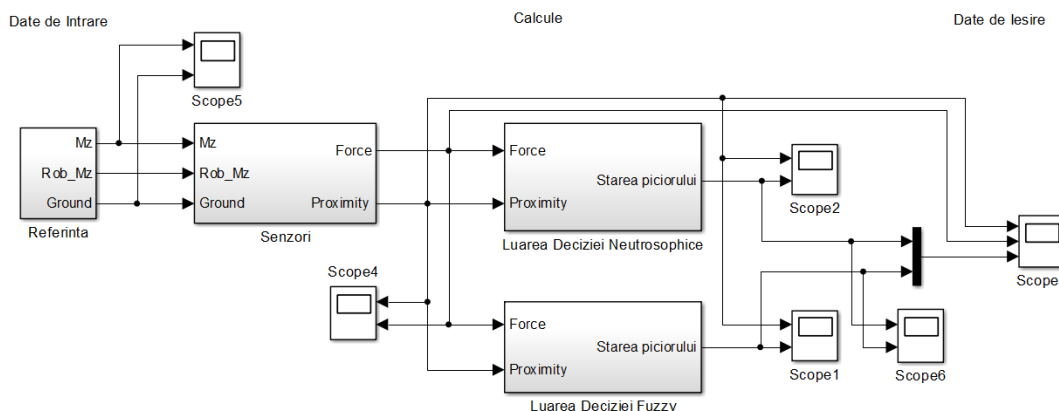 Date de Intrare
Calcule
Date de Iesire
Scope5
Mz
Rob_Mz
Ground
Referinta
Mz
Rob_Mz
Ground
Force
Proximity
Senzori
Force
Proximity
Starea piciorului
Luarea Deciziei Neutrosophice
Scope2
Scope
Scope4
Force
Proximity
Starea piciorului
Luarea Deciziei Fuzzy
Scope1
Scope6